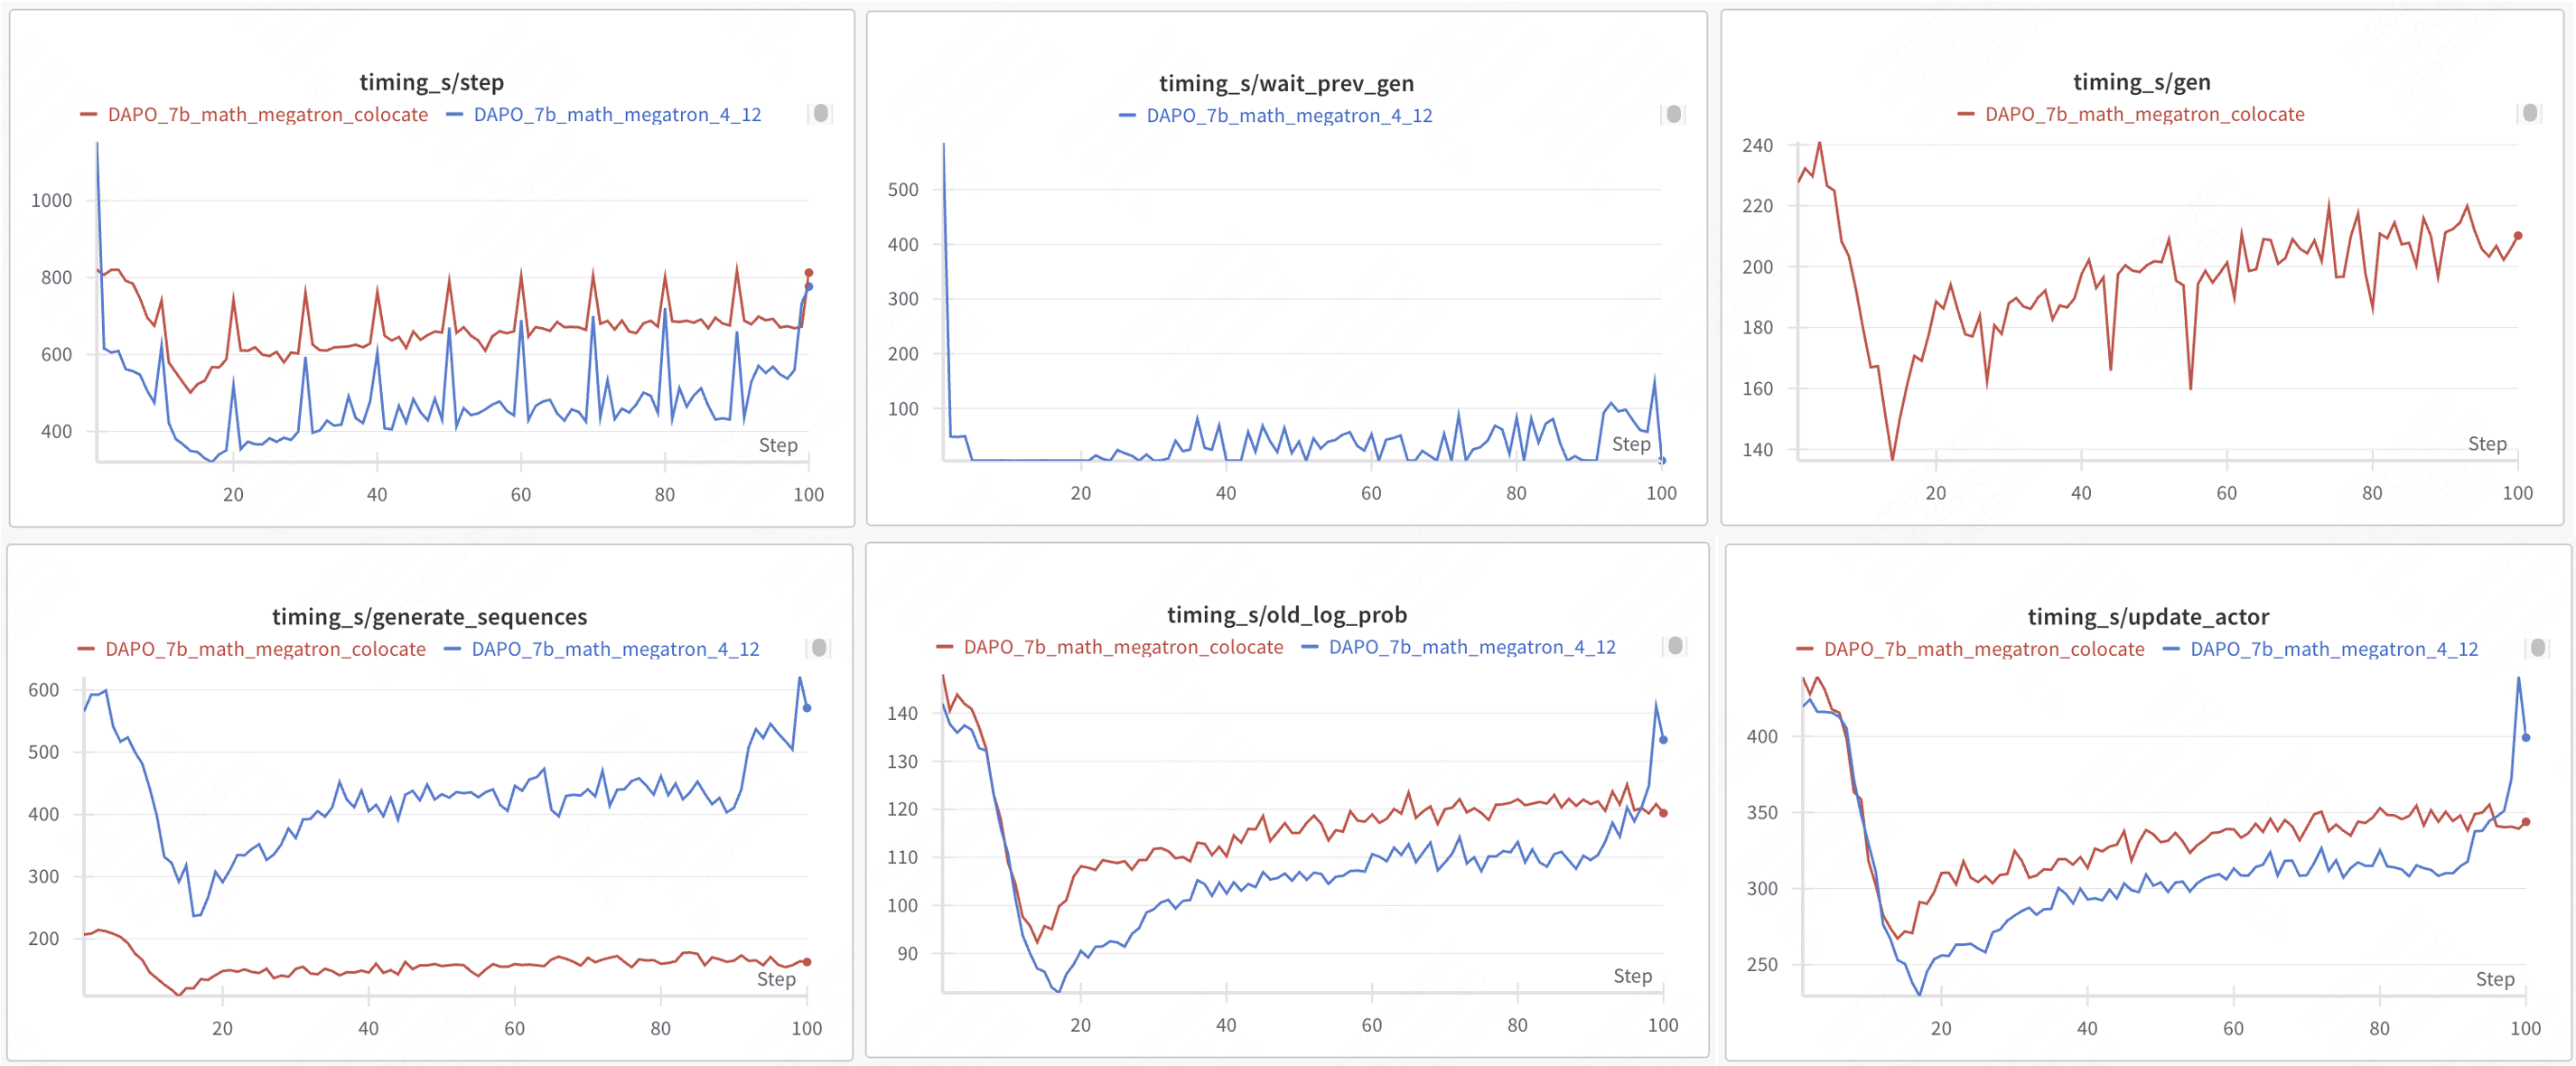 timing_s/step
DAPO_7b_math_megatron_colocate DAPO_7b_math_megatron_4_12
1000
800
600
400
Step
20 40 60 80 100
timing_s/wait_prev_gen
DAPO_7b_math_megatron_4_12
500
400
300
200
100
Step
20 40 60 80 100
timing_s/gen
DAPO_7b_math_megatron_colocate
240
220
200
180
160
140
Step
20 40 60 80 100
timing_s/generate_sequences
DAPO_7b_math_megatron_colocate DAPO_7b_math_megatron_4_12
600
500
400
300
200
Step
20 40 60 80 100
timing_s/old_log_prob
DAPO_7b_math_megatron_colocate DAPO_7b_math_megatron_4_12
140
130
120
110
100
90
Step
20 40 60 80 100
timing_s/update_actor
DAPO_7b_math_megatron_colocate DAPO_7b_math_megatron_4_12
400
350
300
250
Step
20 40 60 80 100